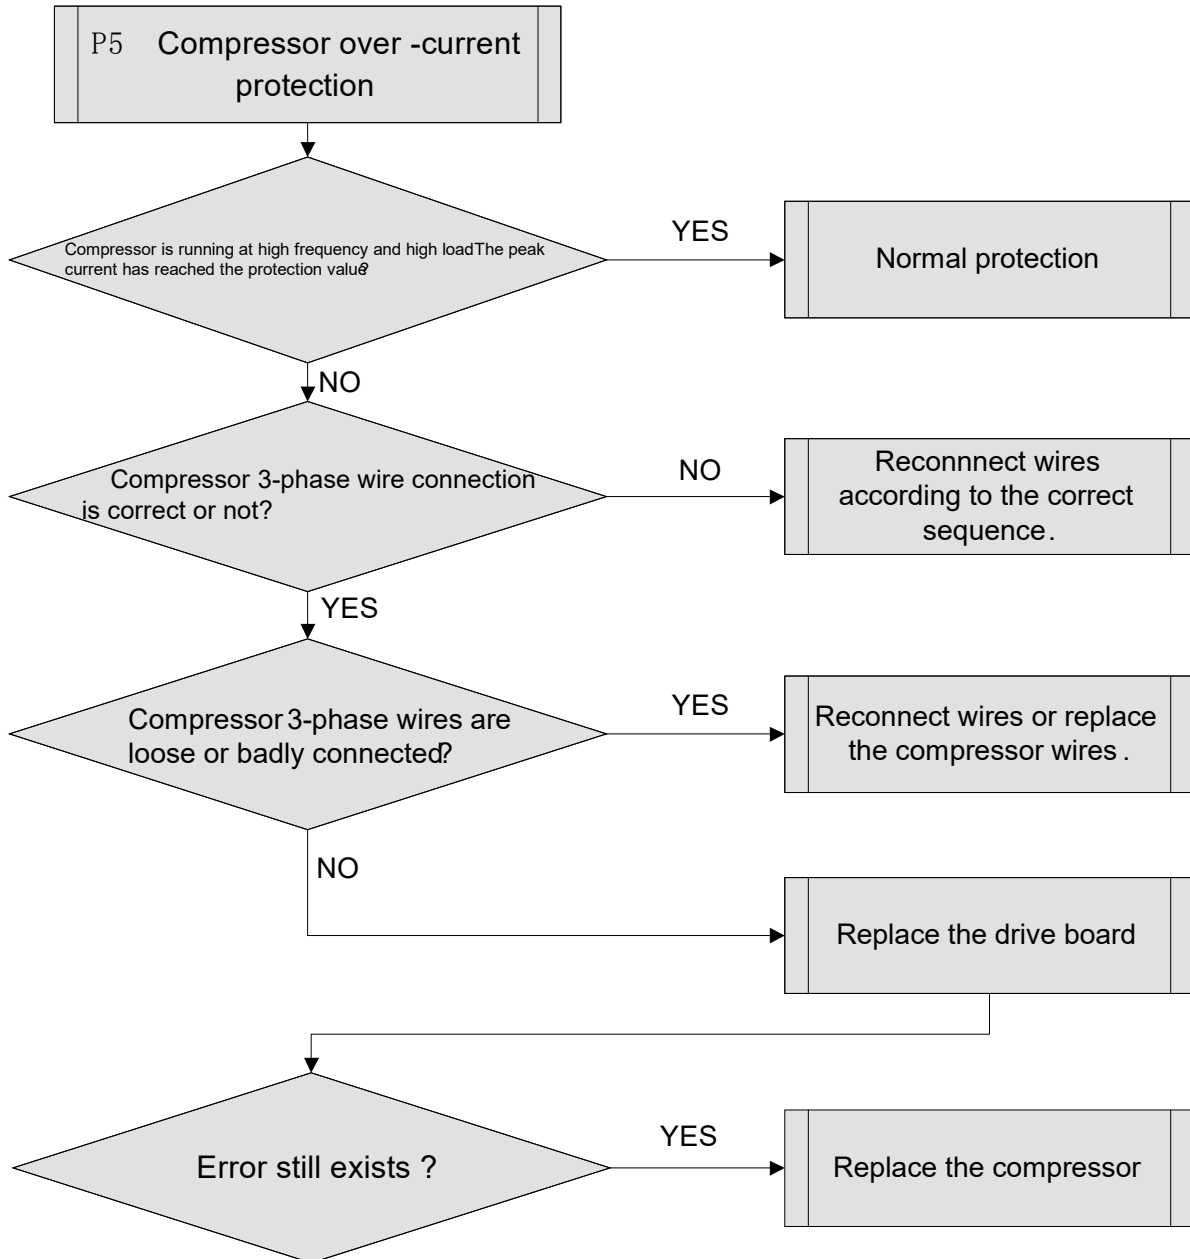 P5 Compressor over -current
protection
Compressor is running at high frequency and high load The peak
current has reached the protection value?
YES
Normal protection
NO
Compressor 3-phase wire connection
is correct or not?
NO
Reconnnect wires
according to the correct
sequence.
YES
Compressor 3-phase wires are
loose or badly connected?
YES
Reconnect wires or replace
the compressor wires .
NO
Replace the drive board
Error still exists ?
YES
Replace the compressor